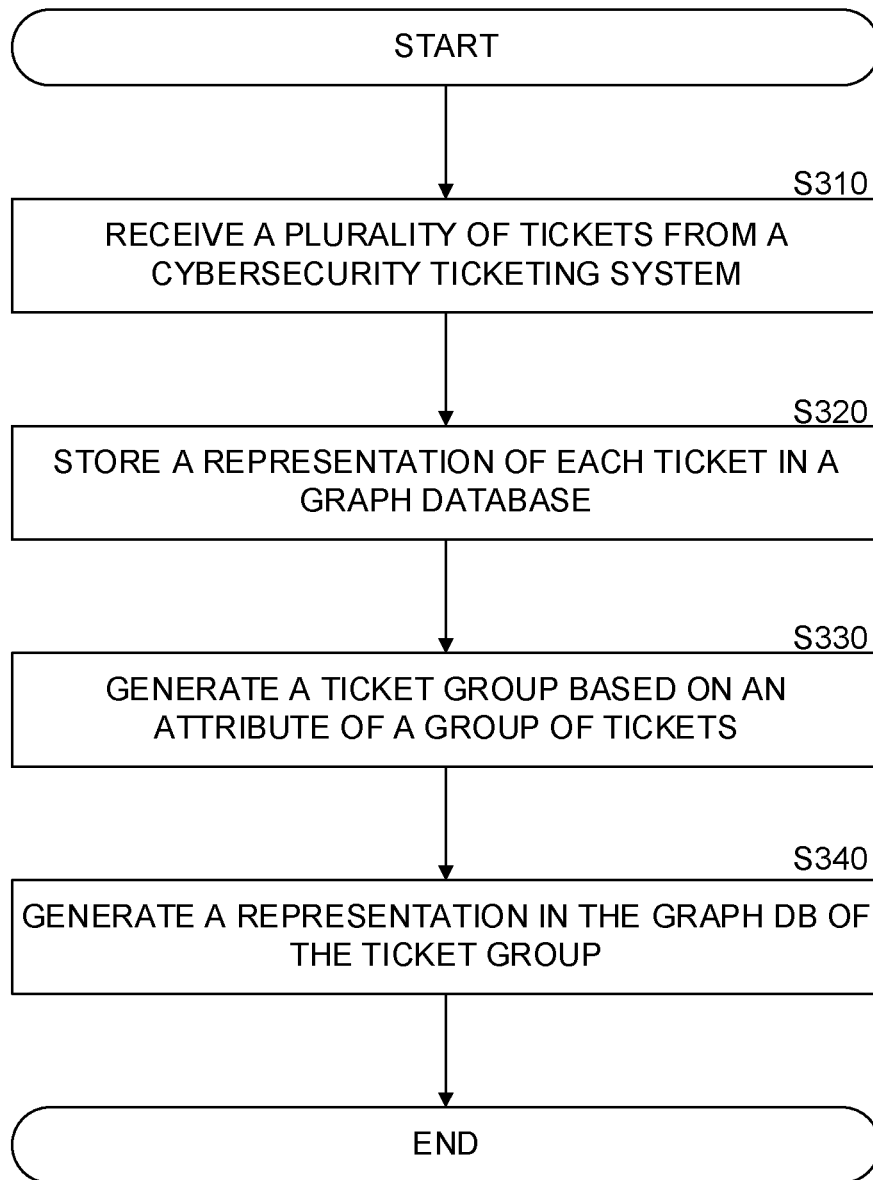 START
S310
RECEIVE A PLURALITY OF TICKETS FROM A
CYBERSECURITY TICKETING SYSTEM
S320
STORE A REPRESENTATION OF EACH TICKET IN A
GRAPH DATABASE
S330
GENERATE A TICKET GROUP BASED ON AN
ATTRIBUTE OF A GROUP OF TICKETS
S340
GENERATE A REPRESENTATION IN THE GRAPH DB OF
THE TICKET GROUP
END